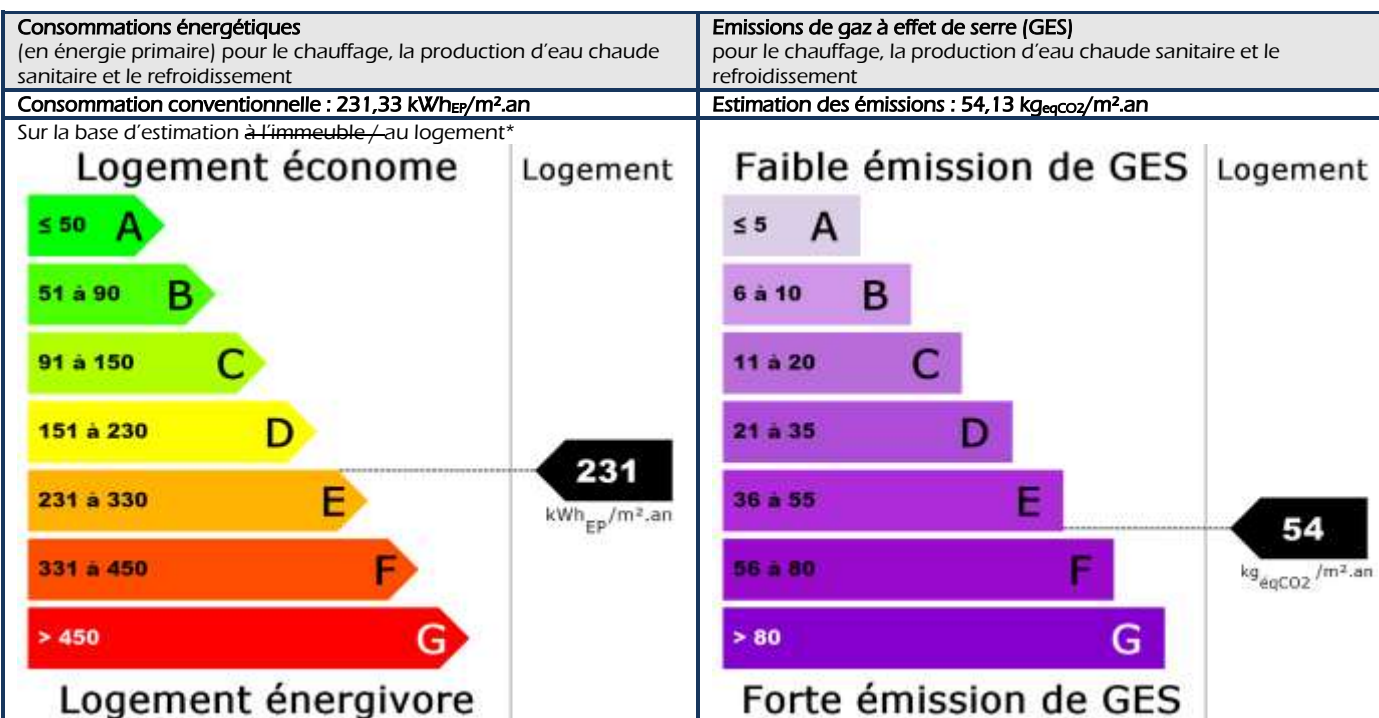 Consommations énergétiques
(en énergie primaire) pour le chauffage, la production d'eau chaude
sanitaire et le refroidissement
Consommation conventionnelle : 231,33 kWhEP/m².an
Sur la base d'estimation à l'immeuble / au logement*
Logement économe
Logement
≤ 50 A
51 à 90 B
91 à 150 C
151 à 230 D
231 à 330 E
331 à 450 F
> 450 G
231
kWhEP/m².an
Logement énergivore
Emissions de gaz à effet de serre (GES)
pour le chauffage, la production d'eau chaude sanitaire et le
refroidissement
Estimation des émissions : 54,13 kgeqCO2/m².an
Faible émission de GES
Logement
≤ 5 A
6 à 10 B
11 à 20 C
21 à 35 D
36 à 55 E
56 à 80 F
> 80 G
54
kgéqCO2/m².an
Forte émission de GES